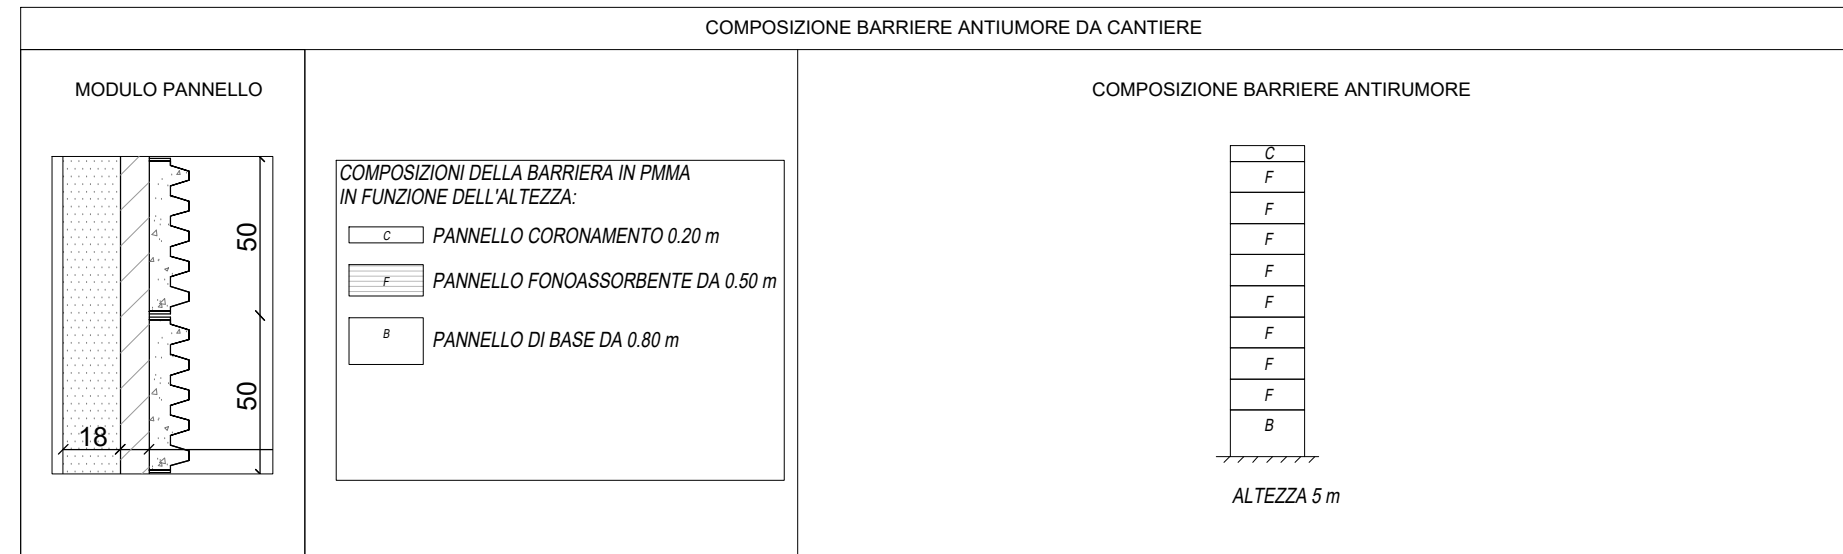 COMPOSIZIONE BARRIERE ANTIUMORE DA CANTIERE
MODULO PANNELLO
50
50
18
COMPOSIZIONI DELLA BARRIERA IN PMMA
IN FUNZIONE DELL'ALTEZZA:
C PANNELLO CORONAMENTO 0.20 m
F PANNELLO FONOASSORBENTE DA 0.50 m
B PANNELLO DI BASE DA 0.80 m
COMPOSIZIONE BARRIERE ANTIRUMORE
C
F
F
F
F
F
F
F
F
B
ALTEZZA 5 m